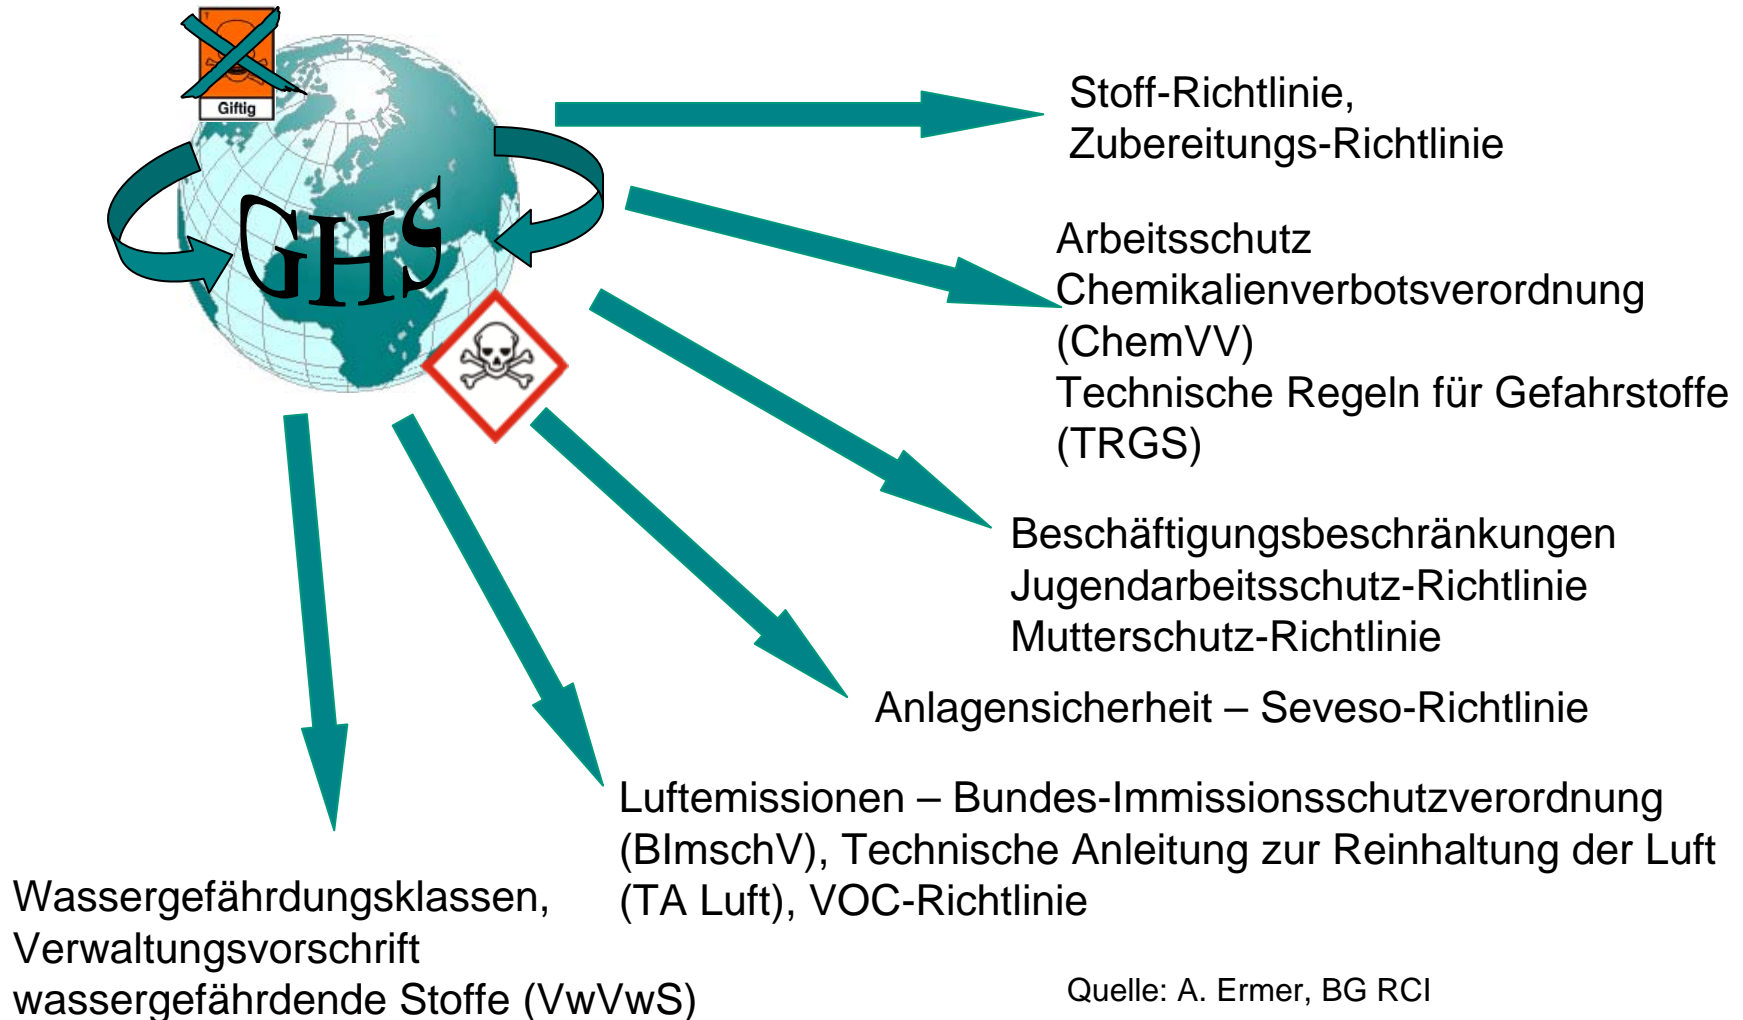 T
Giftig
GHS
Stoff-Richtlinie,
Zubereitungs-Richtlinie
Arbeitsschutz
Chemikalienverbotsverordnung
(ChemVV)
Technische Regeln für Gefahrstoffe
(TRGS)
Beschäftigungsbeschränkungen
Jugendarbeitsschutz-Richtlinie
Mutterschutz-Richtlinie
Anlagensicherheit – Seveso-Richtlinie
Luftemissionen – Bundes-Immissionsschutzverordnung
(BImschV), Technische Anleitung zur Reinhaltung der Luft
(TA Luft), VOC-Richtlinie
Wassergefährdungsklassen,
Verwaltungsvorschrift
wassergefährdende Stoffe (VwVwS)
Quelle: A. Ermer, BG RCI